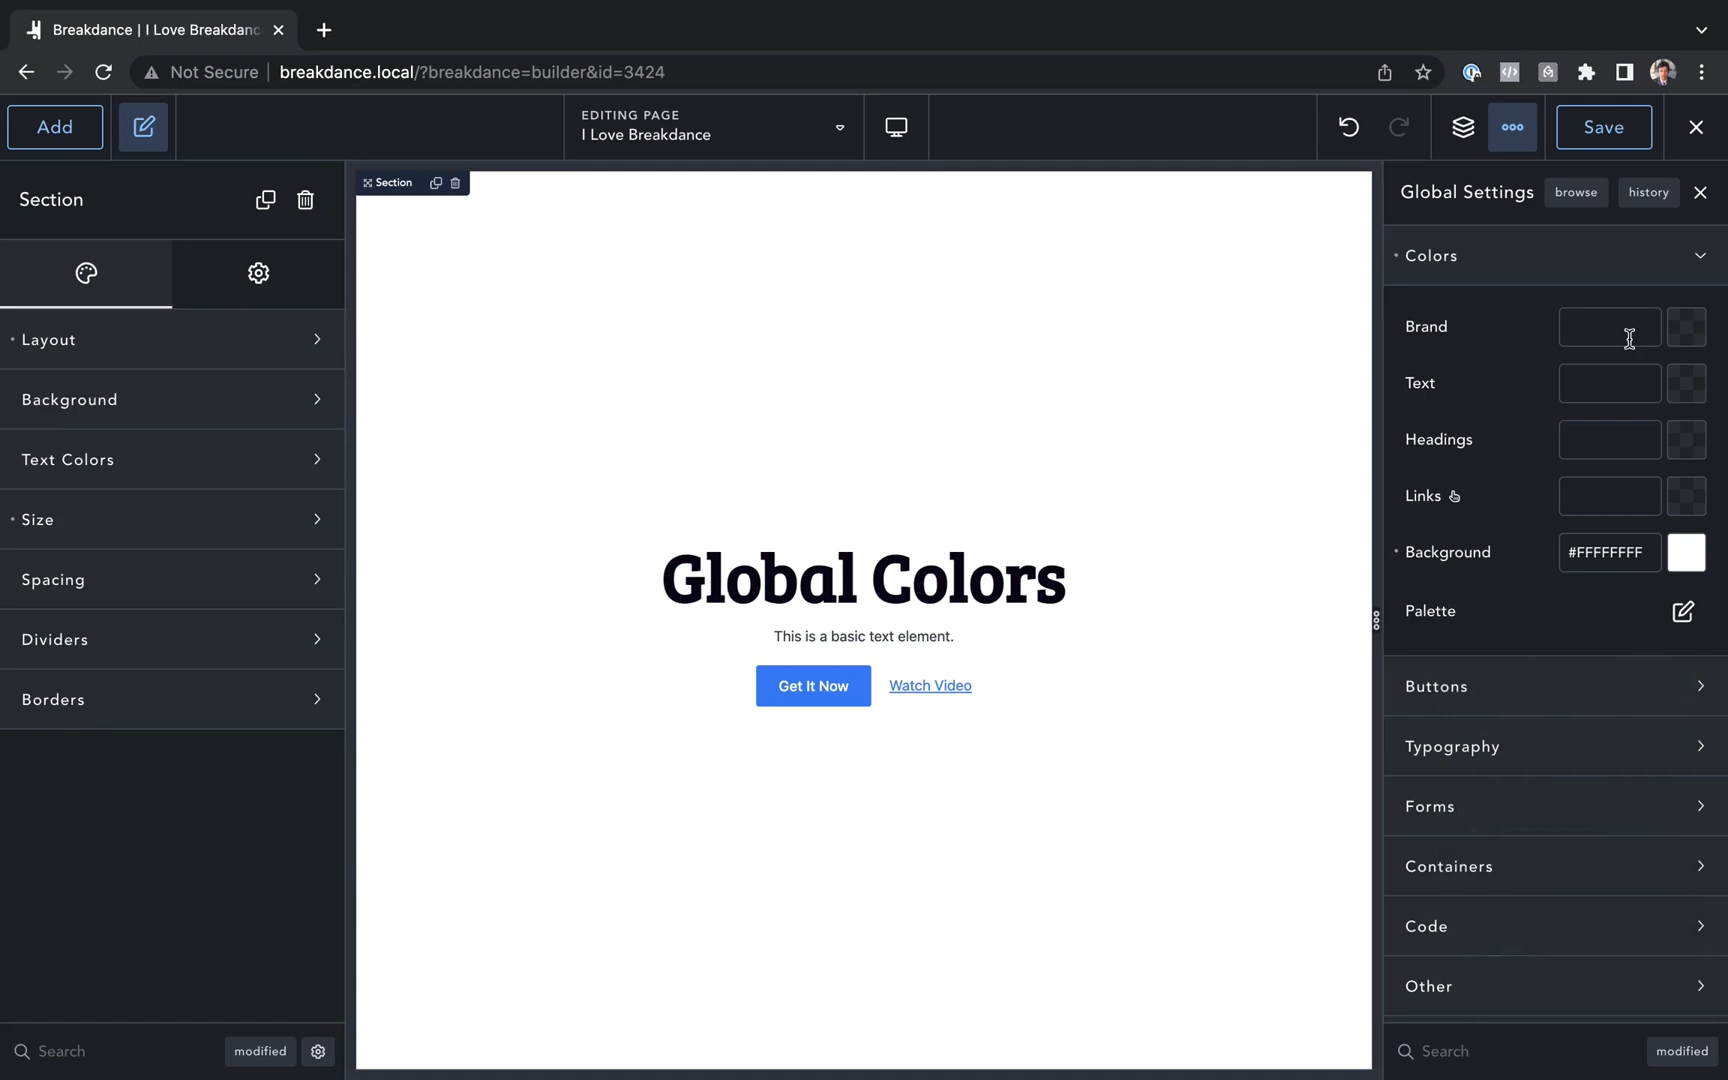 Breakdance | I Love Breakdanc
Not Secure
breakdance.local/?breakdance=builder&id=3424
Add
EDITING PAGE
I Love Breakdance
Save
Section
Layout
Background
Text Colors
Size
Spacing
Dividers
Borders
Search
modified
Section
Global Colors
This is a basic text element.
Get It Now
Watch Video
Global Settings
browse
history
Colors
Brand
Text
Headings
Links
Background
#FFFFFFFF
Palette
Buttons
Typography
Forms
Containers
Code
Other
Search
modified